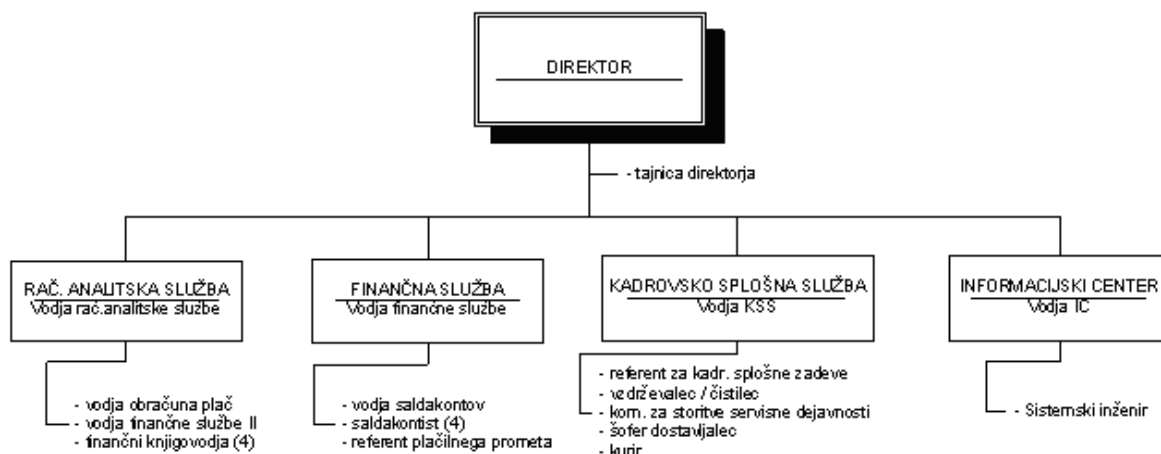 DIREKTOR
- tajnica direktorja
RAČ. ANALITSKA SLUŽBA
Vodja rač.analitske službe
FINANČNA SLUŽBA
Vodja finančne službe
KADROVSKO SPLOŠNA SLUŽBA
Vodja KSS
INFORMACIJSKI CENTER
Vodja IC
- vodja obračuna plač
- vodja finančne službe II
- finančni knjigovodja (4)
- vodja saldakontov
- saldakontist (4)
- referent plačilnega prometa
- referent za kadr. splošne zadeve
- vzdrževalec / čistilec
- kom. za storitve servisne dejavnosti
- šofer dostavljalec
- kurir
- Sistemski inženir